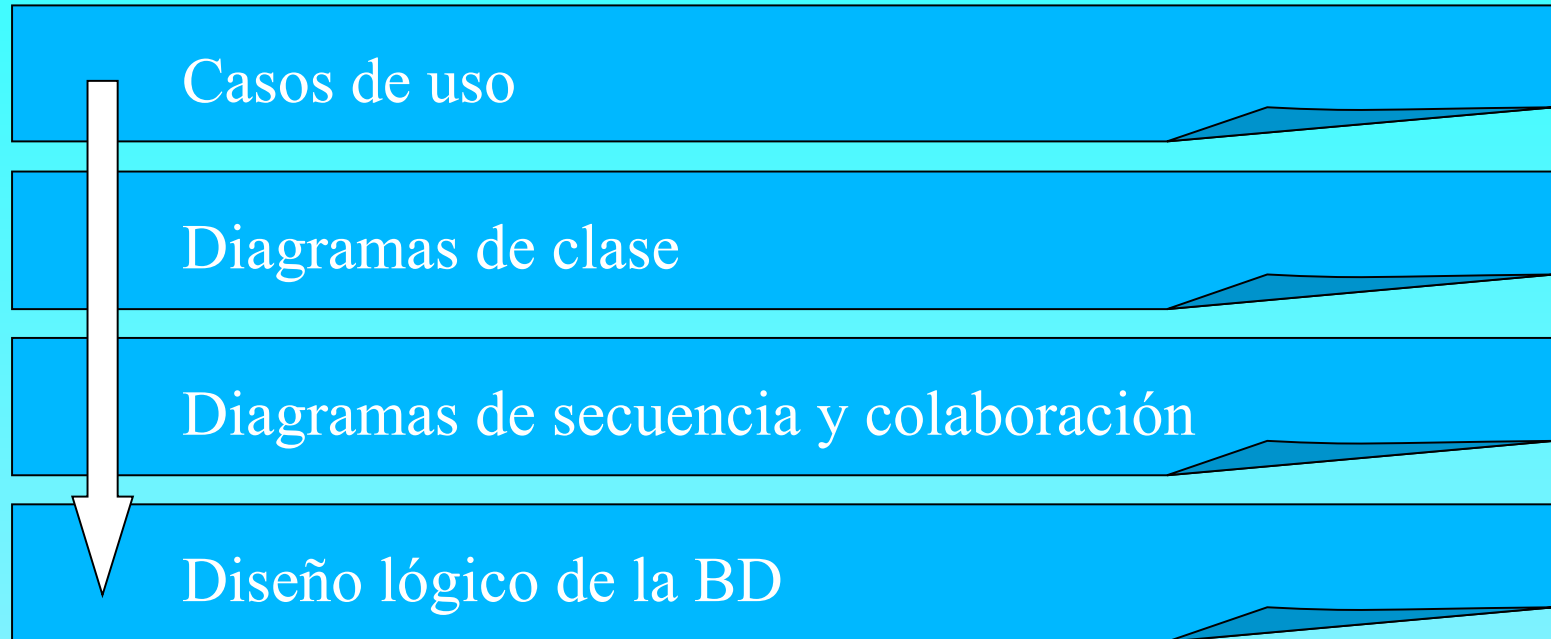 Casos de uso
Diagramas de clase
Diagramas de secuencia y colaboración
Diseño lógico de la BD